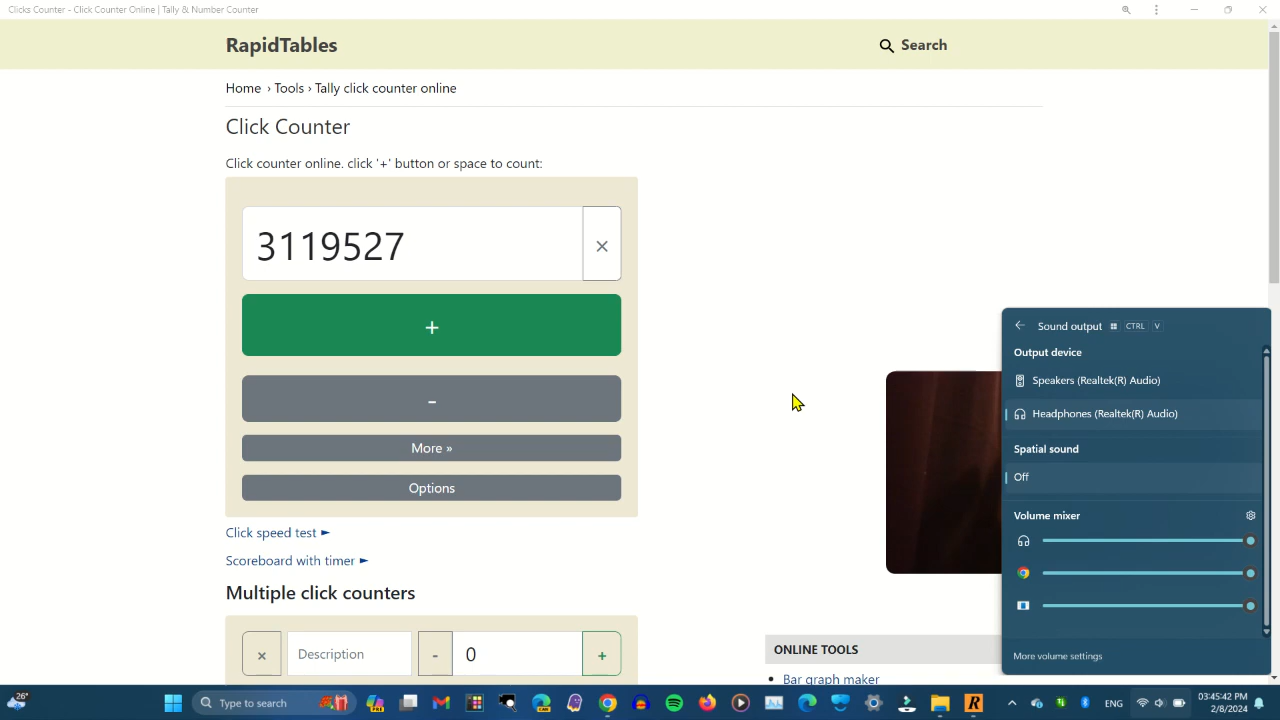 Clicks Counter - Click Counter Online | Tally & Number Counter
RapidTables
Search
Home › Tools › Tally click counter online
Click Counter
Click counter online. click '+' button or space to count:
3119527
×
+
-
More »
Options
Click speed test ►
Scoreboard with timer ►
Multiple click counters
×
Description
-
0
+
ONLINE TOOLS
• Bar graph maker
Sound output CTRL V
Output device
Speakers (Realtek(R) Audio)
Headphones (Realtek(R) Audio)
Spatial sound
Off
Volume mixer
More volume settings
26°
Type to search
ENG
03:45:42 PM
2/8/2024